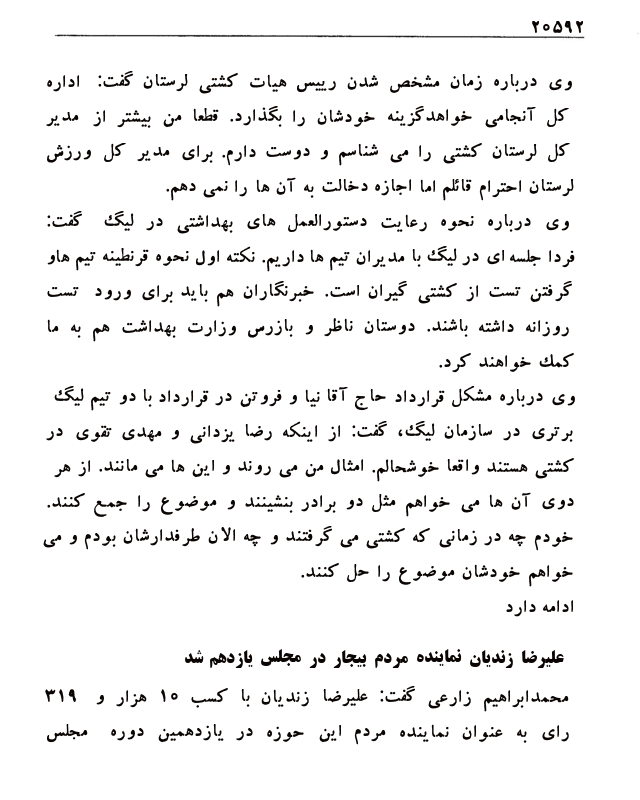 ۲۰۵۹۲
وی درباره زمان مشخص شدن رییس هیات کشتی لرستان گفت: اداره
کل آنجامی خواهدگزینه خودشان را بگذارد. قطعا من بیشتر از مدیر
کل لرستان کشتی را می شناسم و دوست دارم. برای مدیر کل ورزش
لرستان احترام قائلم اما اجازه دخالت به آن ها را نمی دهم.
وی درباره نحوه رعایت دستورالعمل های بهداشتی در لیگ گفت:
فردا جلسه ای در لیگ با مدیران تیم ها داریم. نکته اول نحوه قرنطینه تیم هاو
گرفتن تست از کشتی گیران است. خبرنگاران هم باید برای ورود تست
روزانه داشته باشند. دوستان ناظر و بازرس وزارت بهداشت هم به ما
کمک خواهند کرد.
وی درباره مشکل قرارداد حاج آقا نیا و فروتن در قرارداد با دو تیم لیگ
برتری در سازمان لیگ، گفت: از اینکه رضا یزدانی و مهدی تقوی در
کشتی هستند واقعا خوشحالم. امثال من می روند و این ها می مانند. از هر
دوی آن ها می خواهم مثل دو برادر بنشینند و موضوع را جمع کنند.
خودم چه در زمانی که کشتی می گرفتند و چه الان طرفدارشان بودم و می
خواهم خودشان موضوع را حل کنند.
ادامه دارد
علیرضا زندیان نماینده مردم بیجار در مجلس یازدهم شد
محمدابراهیم زارعی گفت: علیرضا زندیان با کسب ۱۰ هزار و ۳۱۹
رای به عنوان نماینده مردم این حوزه در یازدهمین دوره مجلس